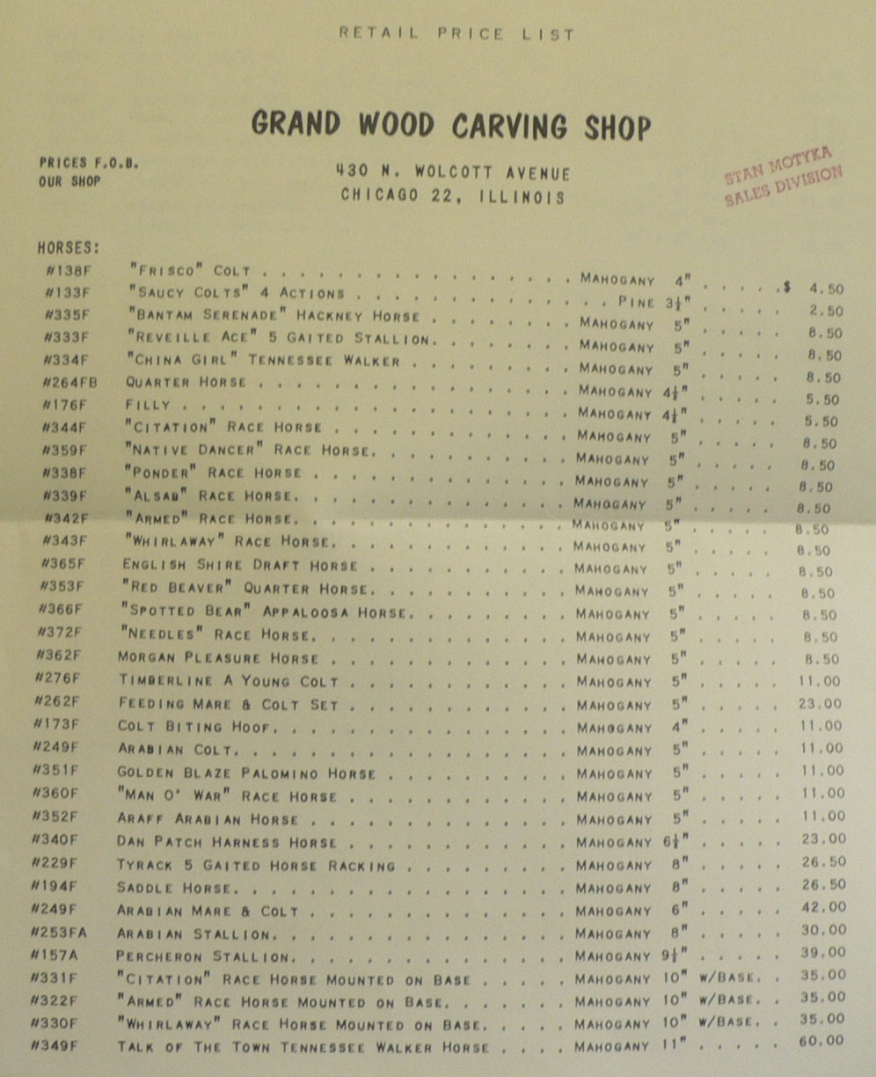 RETAIL PRICE LIST
GRAND WOOD CARVING SHOP
PRICES F.O.B.
OUR SHOP
430 N. WOLCOTT AVENUE
CHICAGO 22, ILLINOIS
STAN MOTYKA
SALES DIVISION
HORSES:
#138F "FRISCO" COLT . . . . . . . . . . . . . . . . . MAHOGANY 4" . . . . . $ 4.50
#133F "SAUCY COLTS" 4 ACTIONS . . . . . . . . . . . . . PINE 3½" . . . . . 2.50
#335F "BANTAM SERENADE" HACKNEY HORSE . . . . . . . MAHOGANY 5" . . . . . 8.50
#333F "REVEILLE ACE" 5 GAITED STALLION. . . . . . . MAHOGANY 5" . . . . . 8.50
#334F "CHINA GIRL" TENNESSEE WALKER . . . . . . . . MAHOGANY 5" . . . . . 8.50
#264FB QUARTER HORSE . . . . . . . . . . . . . . . . MAHOGANY 4½" . . . . . 5.50
#176F FILLY . . . . . . . . . . . . . . . . . . . . MAHOGANY 4½" . . . . . 5.50
#344F "CITATION" RACE HORSE . . . . . . . . . . . . MAHOGANY 5" . . . . . 8.50
#359F "NATIVE DANCER" RACE HORSE. . . . . . . . . . MAHOGANY 5" . . . . . 8.50
#338F "PONDER" RACE HORSE . . . . . . . . . . . . . MAHOGANY 5" . . . . . 8.50
#339F "ALSAB" RACE HORSE. . . . . . . . . . . . . . MAHOGANY 5" . . . . . 8.50
#342F "ARMED" RACE HORSE. . . . . . . . . . . . . . MAHOGANY 5" . . . . . 8.50
#343F "WHIRLAWAY" RACE HORSE. . . . . . . . . . . . MAHOGANY 5" . . . . . 8.50
#365F ENGLISH SHIRE DRAFT HORSE . . . . . . . . . . MAHOGANY 5" . . . . . 8.50
#353F "RED BEAVER" QUARTER HORSE. . . . . . . . . . MAHOGANY 5" . . . . . 8.50
#366F "SPOTTED BEAR" APPALOOSA HORSE. . . . . . . . MAHOGANY 5" . . . . . 8.50
#372F "NEEDLES" RACE HORSE. . . . . . . . . . . . . MAHOGANY 5" . . . . . 8.50
#362F MORGAN PLEASURE HORSE . . . . . . . . . . . . MAHOGANY 5" . . . . . 8.50
#276F TIMBERLINE A YOUNG COLT . . . . . . . . . . . MAHOGANY 5" . . . . . 11.00
#262F FEEDING MARE & COLT SET . . . . . . . . . . . MAHOGANY 5" . . . . . 23.00
#173F COLT BITING HOOF. . . . . . . . . . . . . . . MAHOGANY 4" . . . . . 11.00
#249F ARABIAN COLT. . . . . . . . . . . . . . . . . MAHOGANY 5" . . . . . 11.00
#351F GOLDEN BLAZE PALOMINO HORSE . . . . . . . . . MAHOGANY 5" . . . . . 11.00
#360F "MAN O' WAR" RACE HORSE . . . . . . . . . . . MAHOGANY 5" . . . . . 11.00
#352F ARAFF ARABIAN HORSE . . . . . . . . . . . . . MAHOGANY 5" . . . . . 11.00
#340F DAN PATCH HARNESS HORSE . . . . . . . . . . . MAHOGANY 6½" . . . . . 23.00
#229F TYRACK 5 GAITED HORSE RACKING . . . . . . . . MAHOGANY 8" . . . . . 26.50
#194F SADDLE HORSE. . . . . . . . . . . . . . . . . MAHOGANY 8" . . . . . 26.50
#249F ARABIAN MARE & COLT . . . . . . . . . . . . . MAHOGANY 6" . . . . . 42.00
#253FA ARABIAN STALLION. . . . . . . . . . . . . . . MAHOGANY 8" . . . . . 30.00
#157A PERCHERON STALLION. . . . . . . . . . . . . . MAHOGANY 9½" . . . . . 39.00
#331F "CITATION" RACE HORSE MOUNTED ON BASE . . . . MAHOGANY 10" W/BASE. . 35.00
#322F "ARMED" RACE HORSE MOUNTED ON BASE. . . . . . MAHOGANY 10" W/BASE. . 35.00
#330F "WHIRLAWAY" RACE HORSE MOUNTED ON BASE. . . . MAHOGANY 10" W/BASE. . 35.00
#349F TALK OF THE TOWN TENNESSEE WALKER HORSE . . . . MAHOGANY 11" . . . . . 60.00